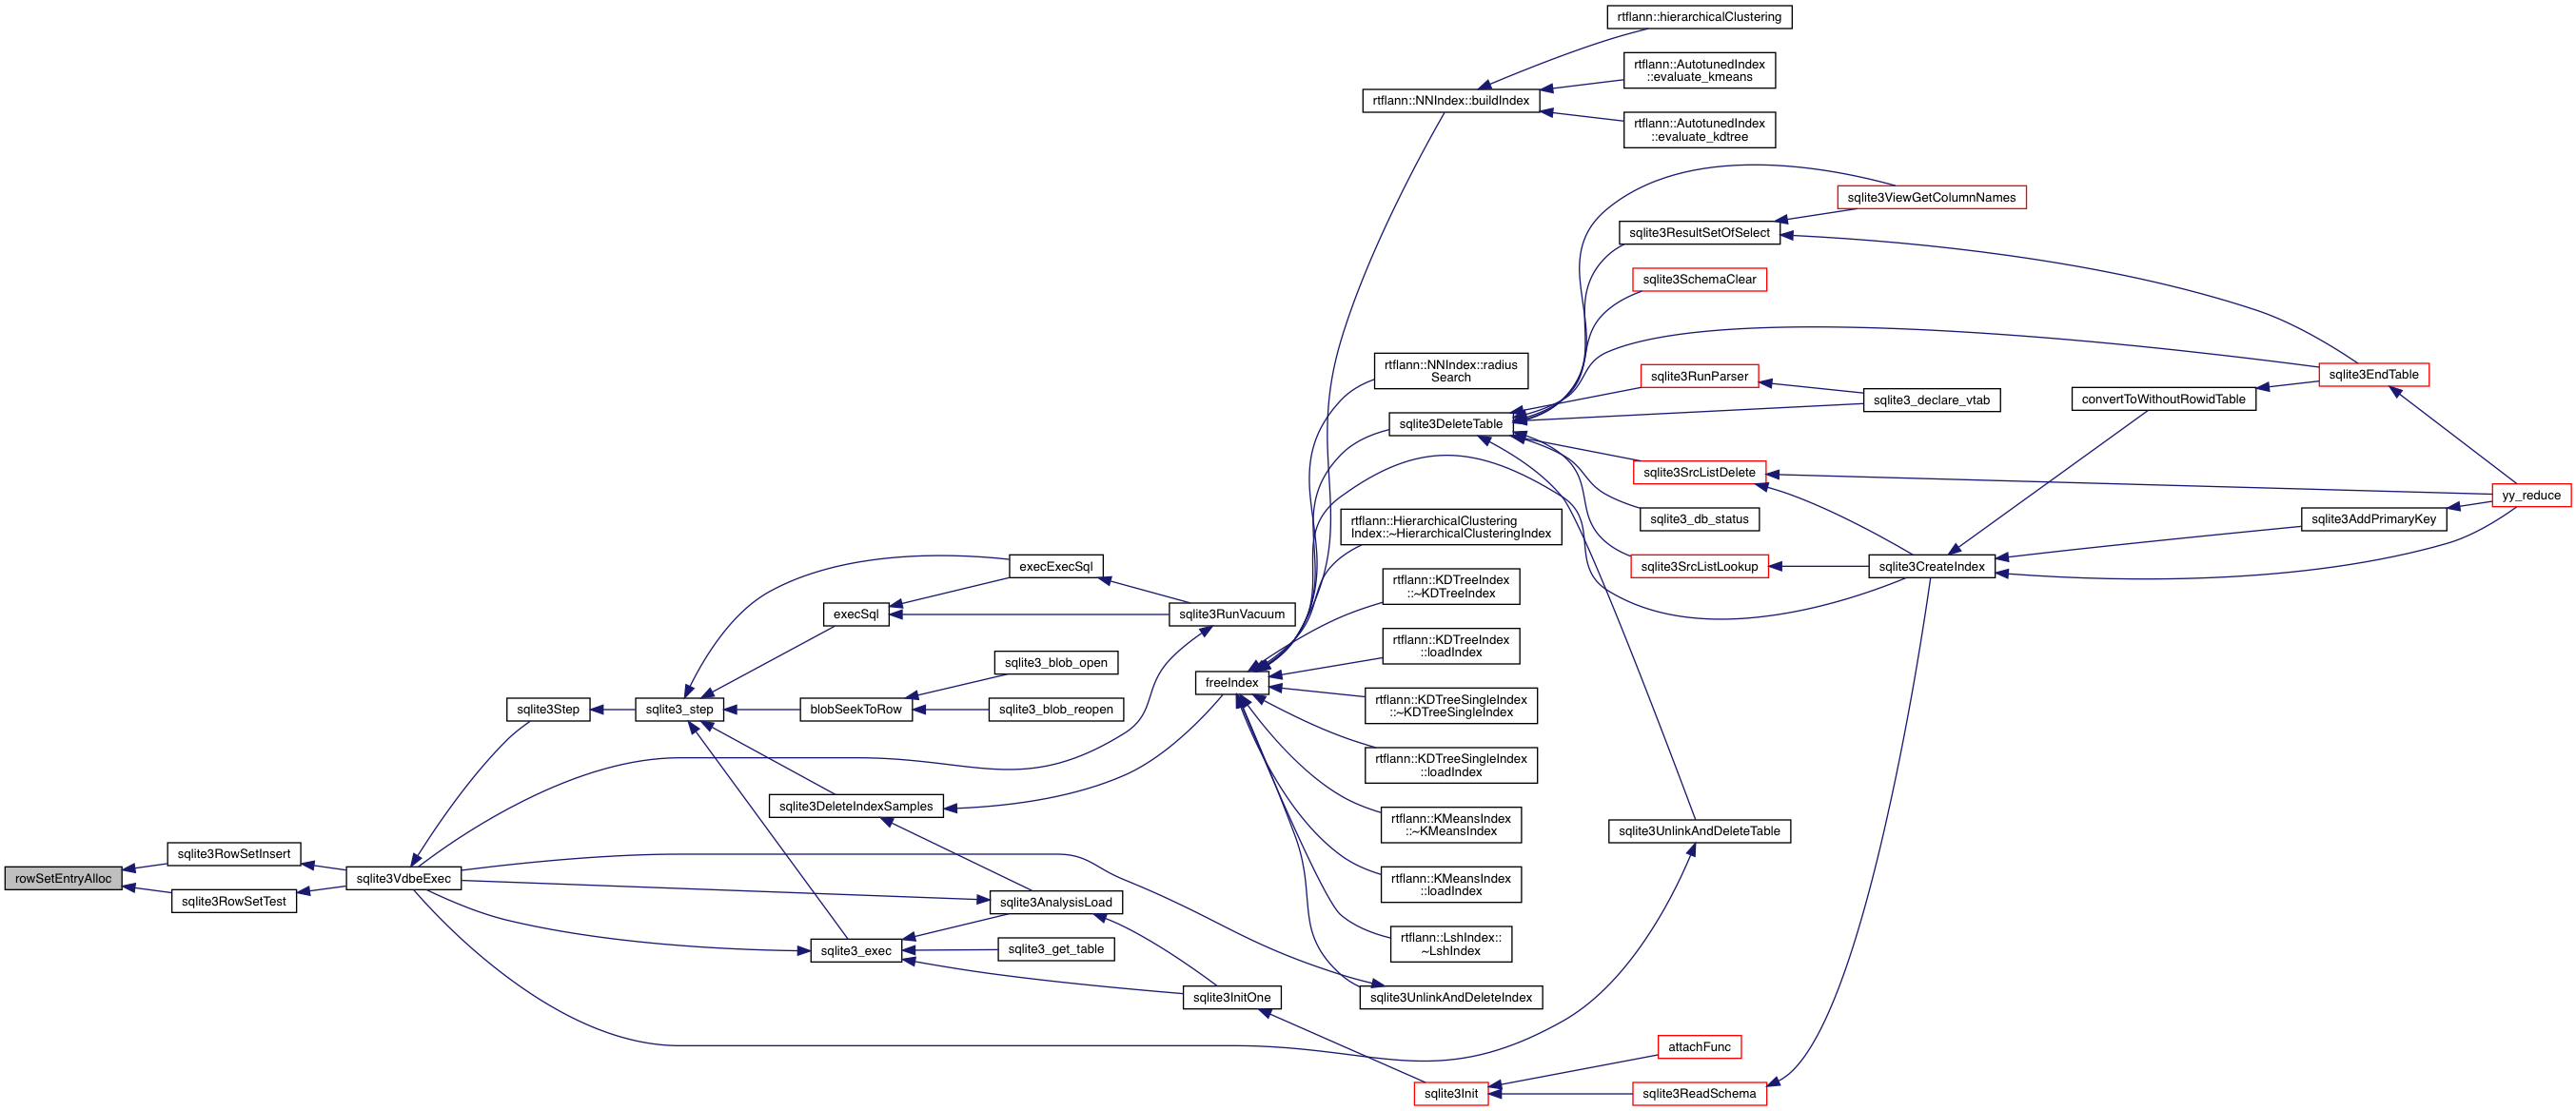 rtflann::hierarchicalClustering
rtflann::AutotunedIndex
::evaluate_kmeans
rtflann::NNIndex::buildIndex
rtflann::AutotunedIndex
::evaluate_kdtree
sqlite3ViewGetColumnNames
sqlite3ResultSetOfSelect
sqlite3SchemaClear
rtflann::NNIndex::radius
Search
sqlite3RunParser
sqlite3EndTable
sqlite3_declare_vtab
convertToWithoutRowidTable
sqlite3DeleteTable
sqlite3SrcListDelete
yy_reduce
rtflann::HierarchicalClustering
Index::~HierarchicalClusteringIndex
sqlite3_db_status
sqlite3AddPrimaryKey
execExecSql
sqlite3SrcListLookup
sqlite3CreateIndex
rtflann::KDTreeIndex
::~KDTreeIndex
execSql
sqlite3RunVacuum
rtflann::KDTreeIndex
::loadIndex
sqlite3_blob_open
freeIndex
sqlite3Step
sqlite3_step
blobSeekToRow
sqlite3_blob_reopen
rtflann::KDTreeSingleIndex
::~KDTreeSingleIndex
rtflann::KDTreeSingleIndex
::loadIndex
sqlite3DeleteIndexSamples
rtflann::KMeansIndex
::~KMeansIndex
sqlite3UnlinkAndDeleteTable
sqlite3RowSetInsert
rowSetEntryAlloc
sqlite3VdbeExec
sqlite3RowSetTest
rtflann::KMeansIndex
::loadIndex
sqlite3AnalysisLoad
sqlite3_exec
sqlite3_get_table
rtflann::LshIndex::
~LshIndex
sqlite3InitOne
sqlite3UnlinkAndDeleteIndex
attachFunc
sqlite3Init
sqlite3ReadSchema